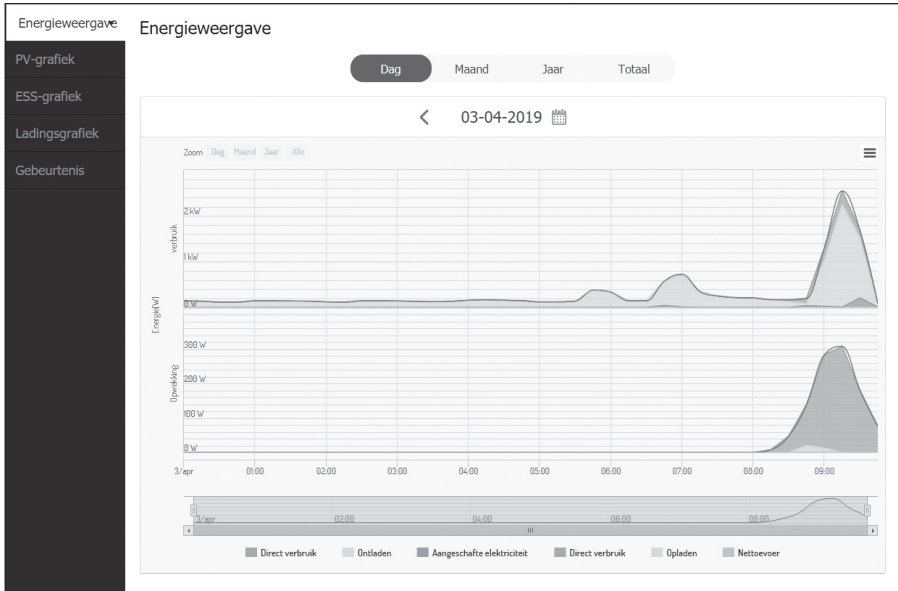 Energieweergave
PV-grafiek
ESS-grafiek
Ladingsgrafiek
Gebeurtenis
Energieweergave
Dag Maand Jaar Totaal
03-04-2019
Zoom Dag Maand Jaar Alle
Energie[W]
verbruik
2 kW
1 kW
0 W
Opwekking
300 W
200 W
100 W
0 W
3/apr 01:00 02:00 03:00 04:00 05:00 06:00 07:00 08:00 09:00
3/apr 02:00 04:00 06:00 08:00
Direct verbruik Ontladen Aangeschafte elektriciteit Direct verbruik Opladen Nettoevoer